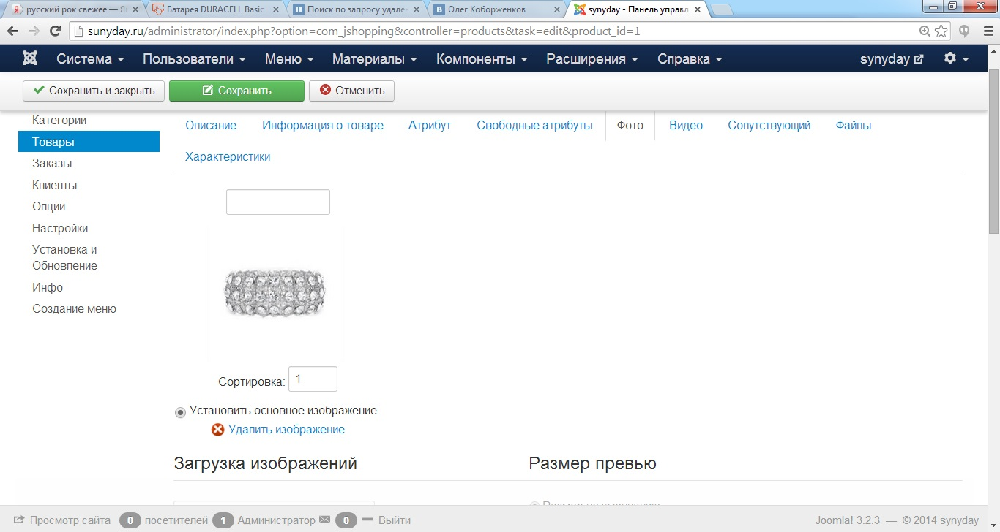 русский рок свежее — Ян
Батарея DURACELL Basic
Поиск по запросу удале
Олег Коборженков
synyday - Панель управл
sunyday.ru/administrator/index.php?option=com_jshopping&controller=products&task=edit&product_id=1
Система Пользователи Меню Материалы Компоненты Расширения Справка synyday
Сохранить и закрыть Сохранить Отменить
Категории
Товары
Заказы
Клиенты
Опции
Настройки
Установка и
Обновление
Инфо
Создание меню
Описание Информация о товаре Атрибут Свободные атрибуты Фото Видео Сопутствующий Файлы
Характеристики
Сортировка: 1
Установить основное изображение
Удалить изображение
Загрузка изображений Размер превью
Размер по умолчанию
Просмотр сайта 0 посетителей 1 Администратор 0 Выйти Joomla! 3.2.3 — © 2014 synyday